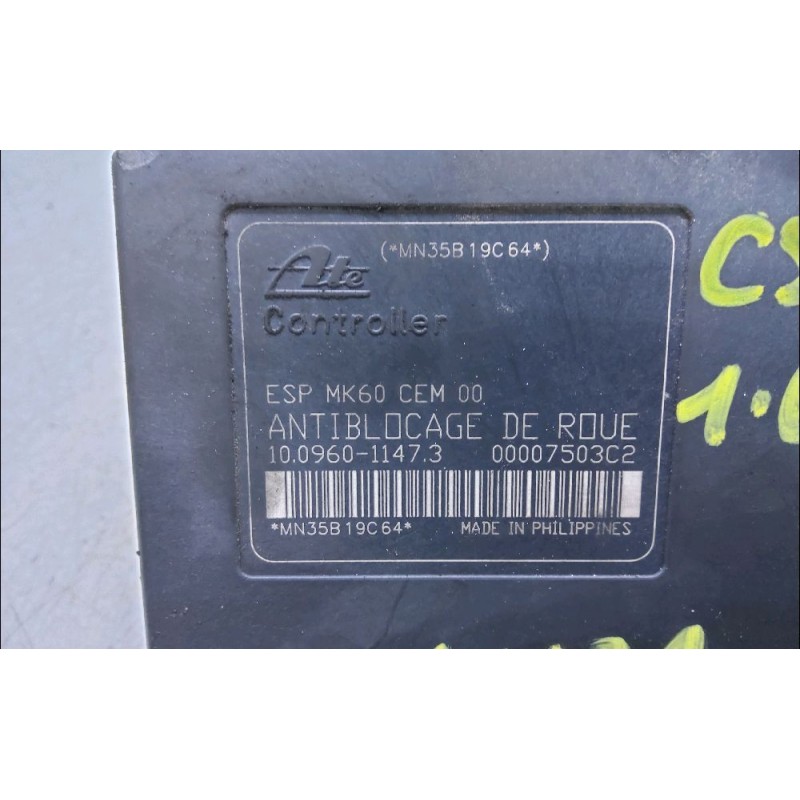 (*MN35B19C64*)
Ate
Controller
ESP MK60 CEM 00
ANTIBLOCAGE DE ROUE
10.0960-1147.3 00007503C2
*MN35B19C64* MADE IN PHILIPPINES